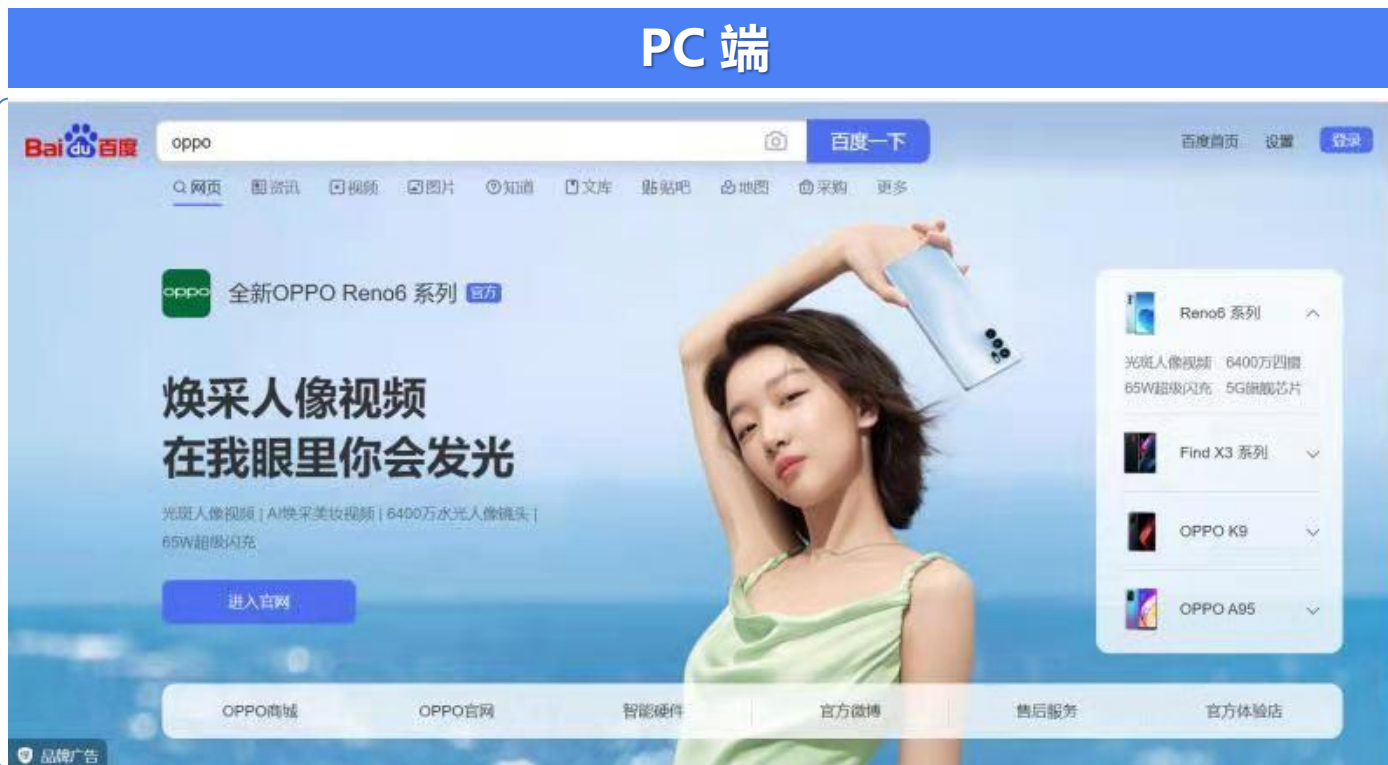 PC 端
Bai du 百度
oppo
百度一下
百度首页 设置 登录
网页 资讯 视频 图片 知道 文库 贴吧 地图 采购 更多
oppo
全新OPPO Reno6 系列 官方
焕采人像视频
在我眼里你会发光
光斑人像视频 | AI焕采美妆视频 | 6400万水光人像镜头 |
65W超级闪充
进入官网
Reno6 系列
光斑人像视频 6400万四摄
65W超级闪充 5G旗舰芯片
Find X3 系列
OPPO K9
OPPO A95
OPPO商城 OPPO官网 智能硬件 官方微博 售后服务 官方体验店
品牌广告